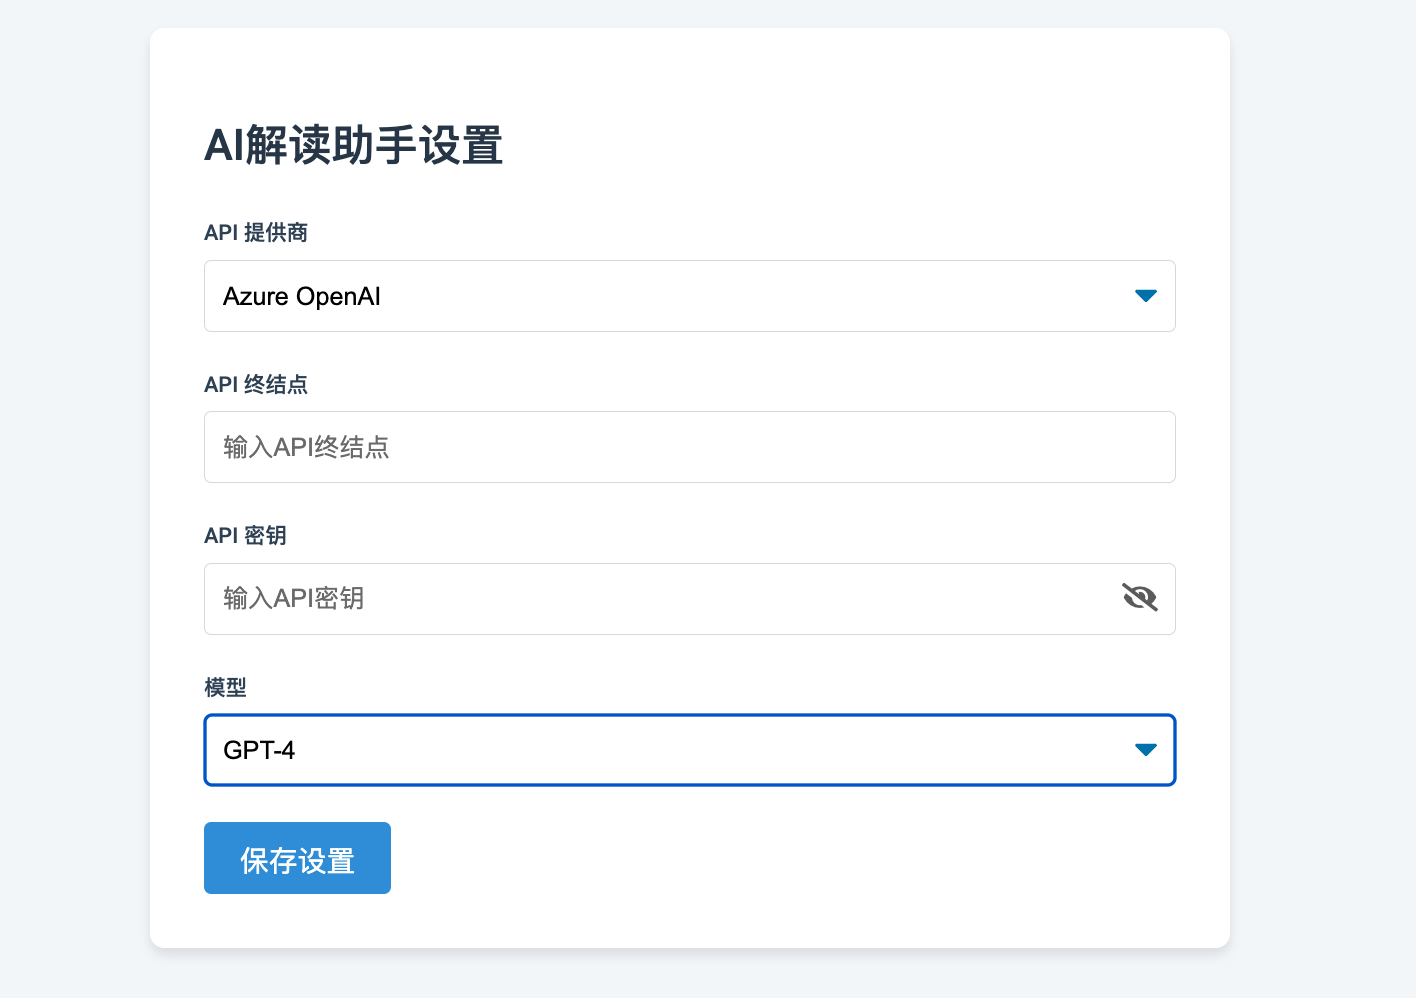 AI解读助手设置
API 提供商
Azure OpenAI
API 终结点
输入API终结点
API 密钥
输入API密钥
模型
GPT-4
保存设置